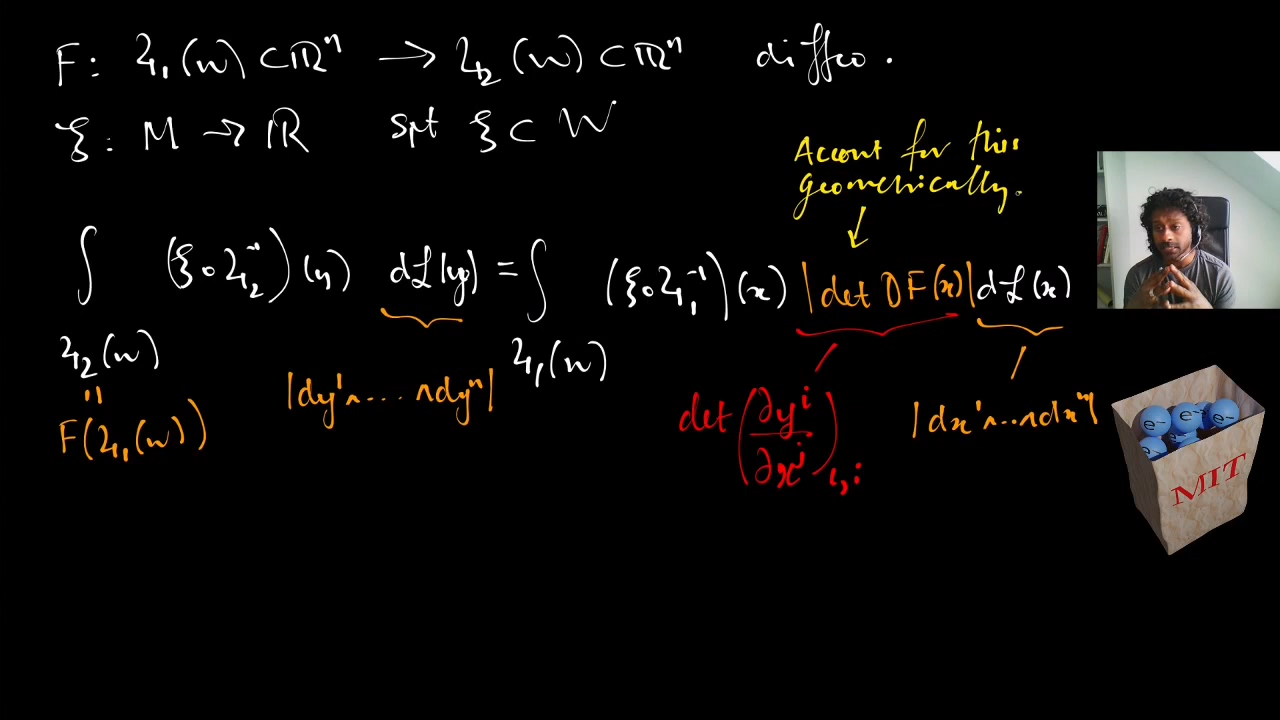 F: ψ₁(W) ⊂ ℝⁿ → ψ₂(W) ⊂ ℝⁿ diffeo.
ξ: M → ℝ spt ξ ⊂ W
Account for this
geometrically.
∫ (ξ∘ψ₂⁻¹)(y) dℒ(y) = ∫ (ξ∘ψ₁⁻¹)(x) |det DF(x)| dℒ(x)
ψ₂(W) ψ₁(W)
|dy¹∧....∧dyⁿ| det(∂yⁱ/∂xʲ)ᵢ,ⱼ |dx¹∧...∧dxⁿ|
=
F(ψ₁(W))
e⁻ e⁻ e⁻
e⁻
MIT